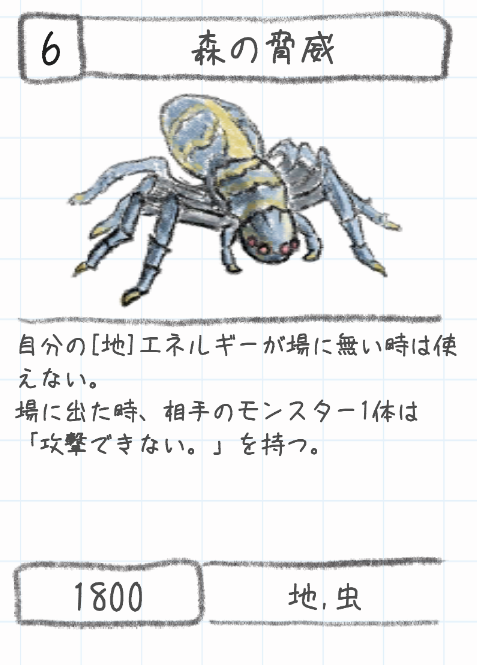 6
森の脅威
自分の[地]エネルギーが場に無い時は使
えない。
場に出た時、相手のモンスター1体は
「攻撃できない。」を持つ。
1800
地,虫